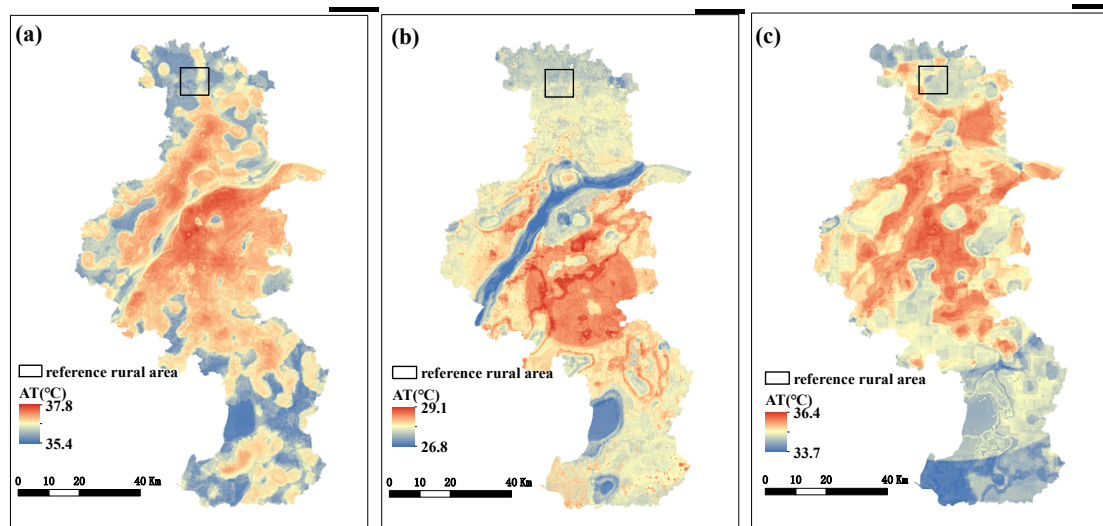 (a)
reference rural area
AT(℃)
37.8
35.4
0 10 20 40 Km
(b)
reference rural area
AT(℃)
29.1
26.8
0 10 20 40 Km
(c)
reference rural area
AT(℃)
36.4
33.7
0 10 20 40 Km